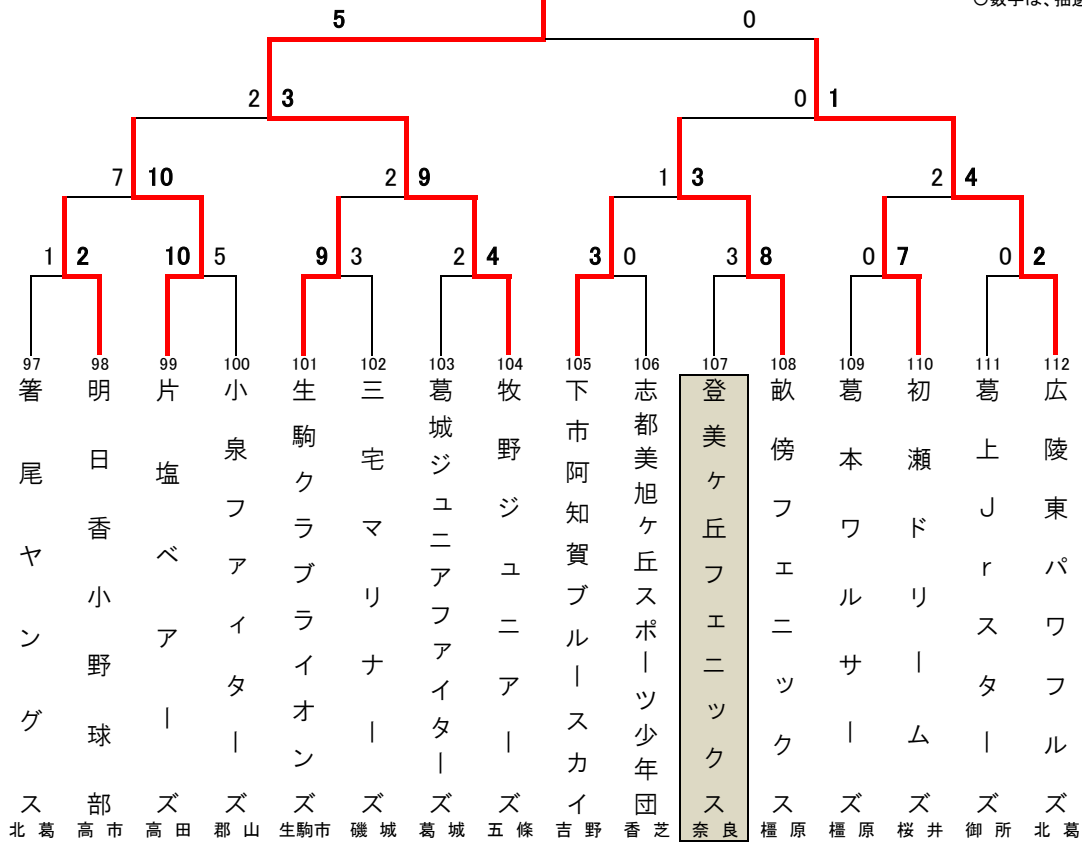 ○数字は、抽選
5 0
2 3 0 1
7 10 2 9 1 3 2 4
1 2 10 5 9 3 2 4 3 0 3 8 0 7 0 2
97 98 99 100 101 102 103 104 105 106 107 108 109 110 111 112
箸尾ヤングス
明日香小野球部
片塩ベアーズ
小泉ファイターズ
生駒クラブライオンズ
三宅マリナーズ
葛城ジュニアファイターズ
牧野ジュニアーズ
下市阿知賀ブルースカイ
志都美旭ヶ丘スポーツ少年団
登美ヶ丘フェニックス
畝傍フェニックス
葛本ワルサーズ
初瀬ドリームズ
葛上Jrスターズ
広陵東パワフルズ
北葛 高市 高田 郡山 生駒市 磯城 葛城 五條 吉野 香芝 奈良 橿原 橿原 桜井 御所 北葛